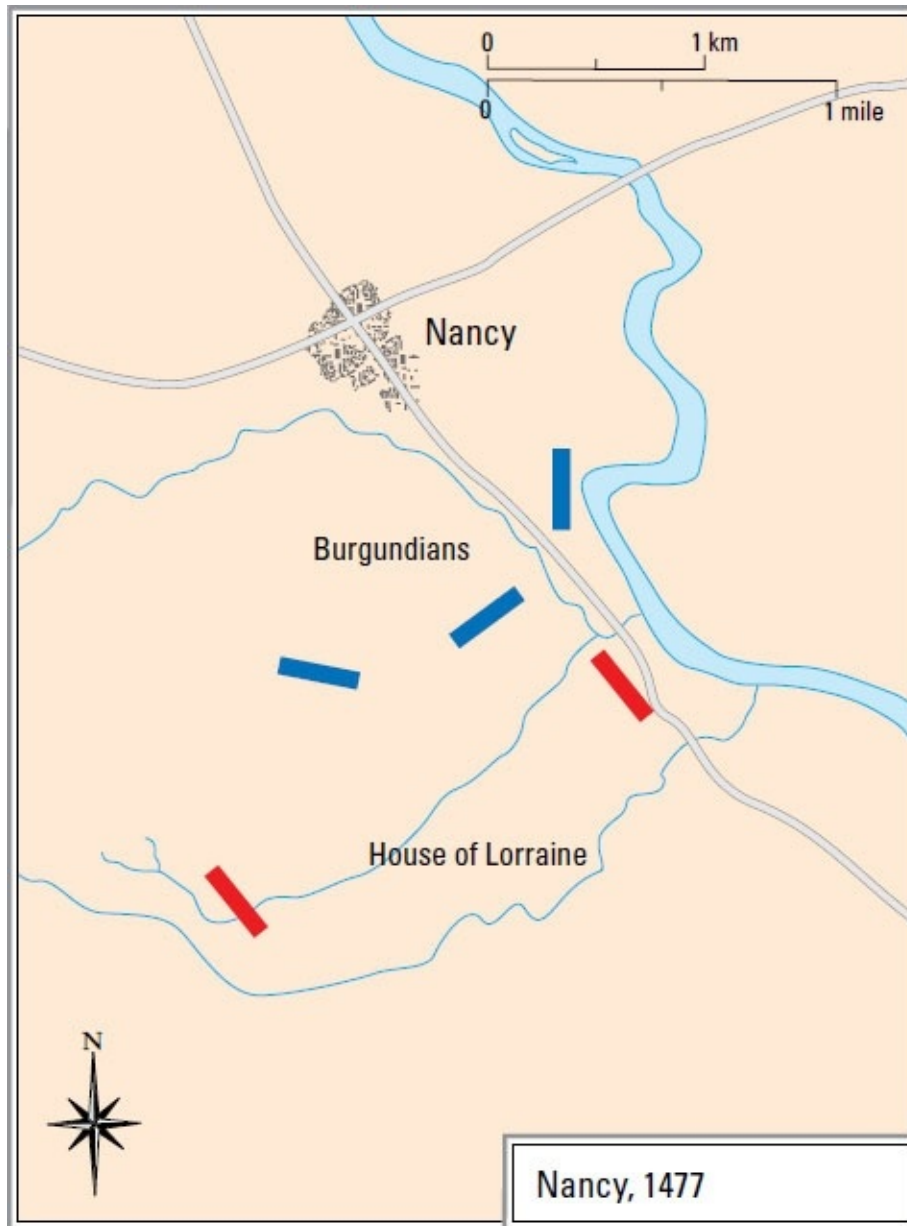 0 1 km
0 1 mile
Nancy
Burgundians
House of Lorraine
N
Nancy, 1477